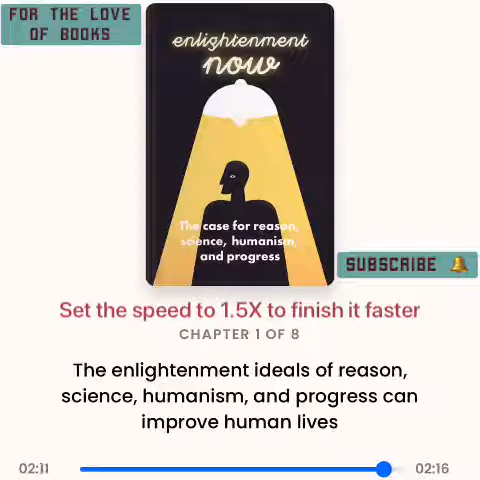 FOR THE LOVE
OF BOOKS
enlightenment
now
The case for reason,
science, humanism,
and progress
SUBSCRIBE
Set the speed to 1.5X to finish it faster
CHAPTER 1 OF 8
The enlightenment ideals of reason,
science, humanism, and progress can
improve human lives
02:11
02:16